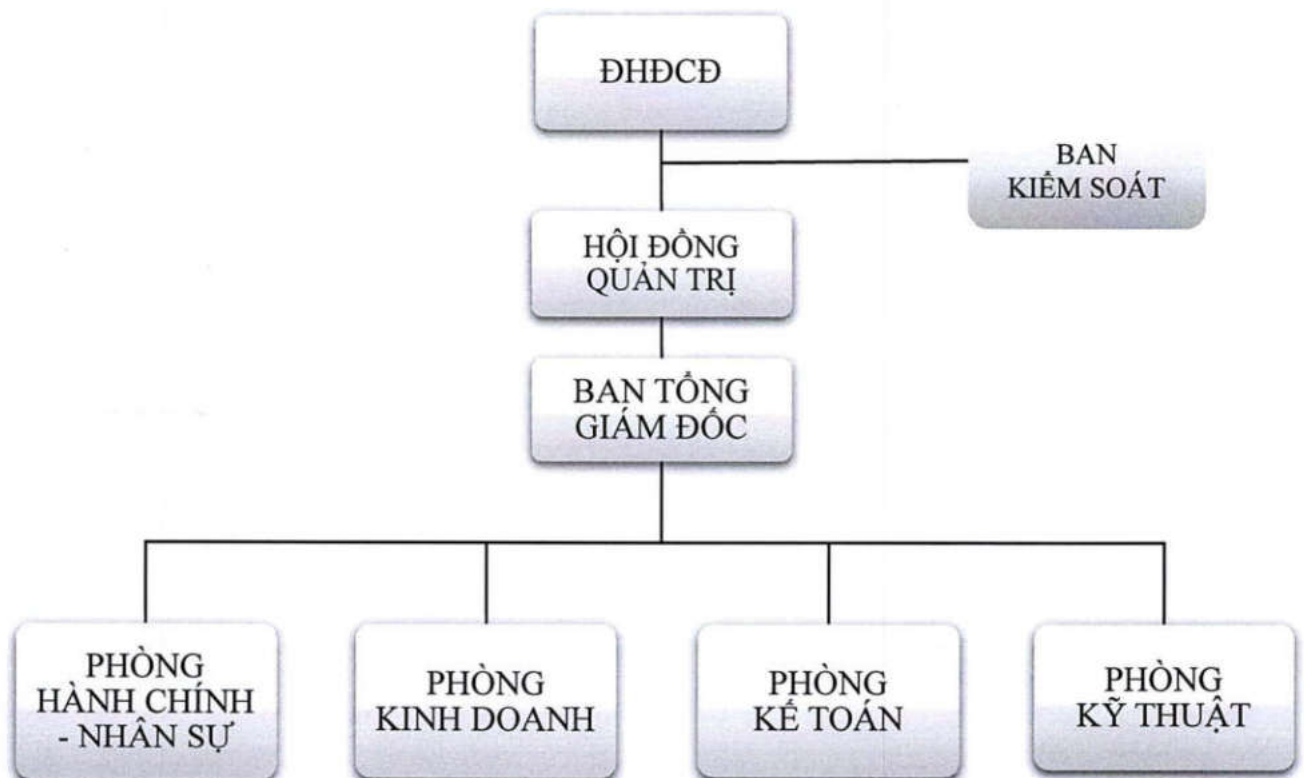 ĐHĐCĐ
BAN
KIỂM SOÁT
HỘI ĐỒNG
QUẢN TRỊ
BAN TỔNG
GIÁM ĐỐC
PHÒNG
HÀNH CHÍNH
- NHÂN SỰ
PHÒNG
KINH DOANH
PHÒNG
KẾ TOÁN
PHÒNG
KỸ THUẬT